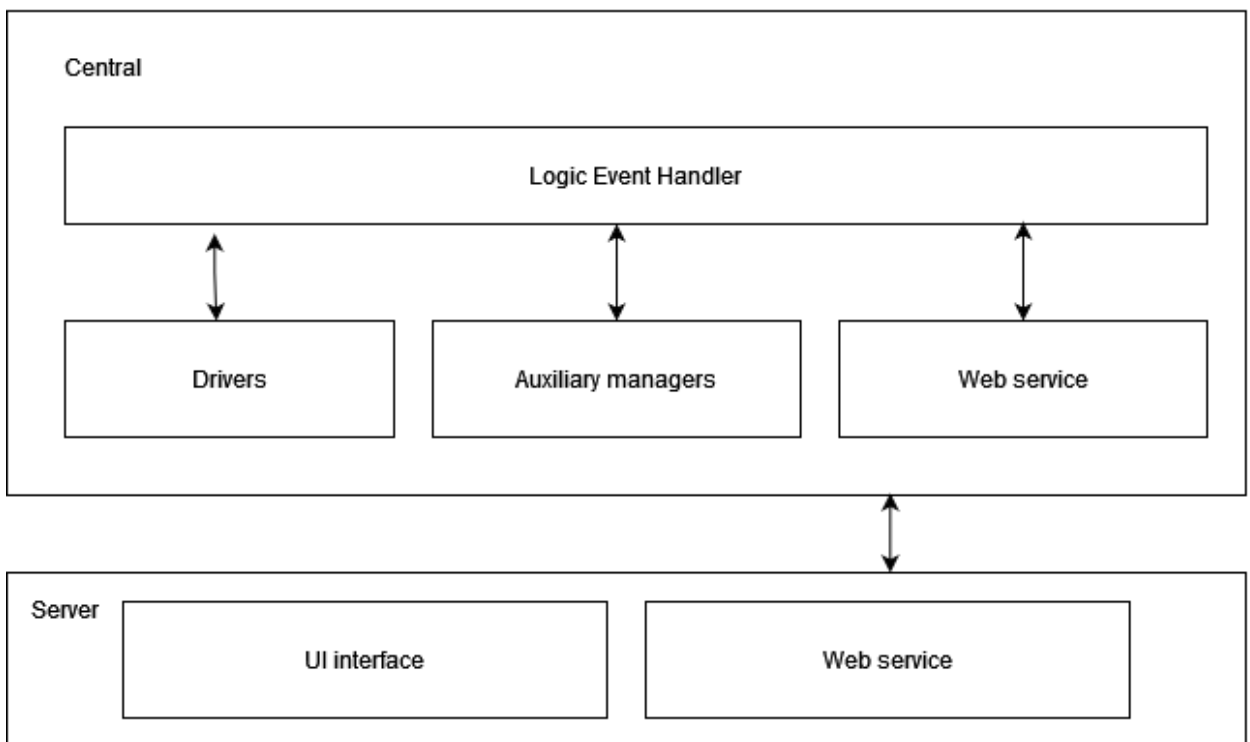 Central
Logic Event Handler
Drivers
Auxiliary managers
Web service
Server
UI interface
Web service